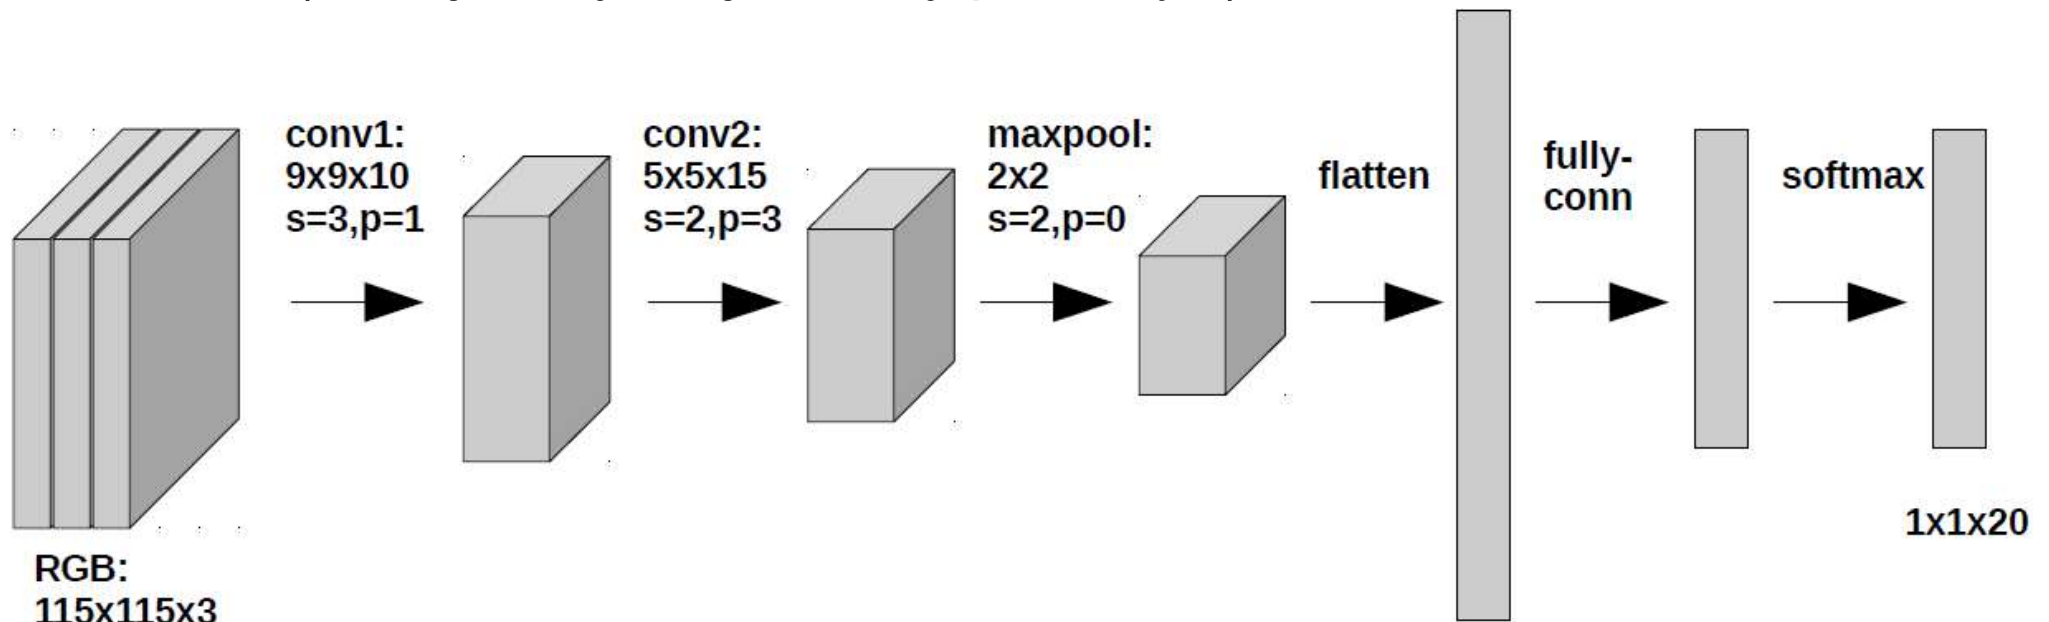 conv1:
9x9x10
s=3,p=1
conv2:
5x5x15
s=2,p=3
maxpool:
2x2
s=2,p=0
flatten
fully-
conn
softmax
1x1x20
RGB:
115x115x3